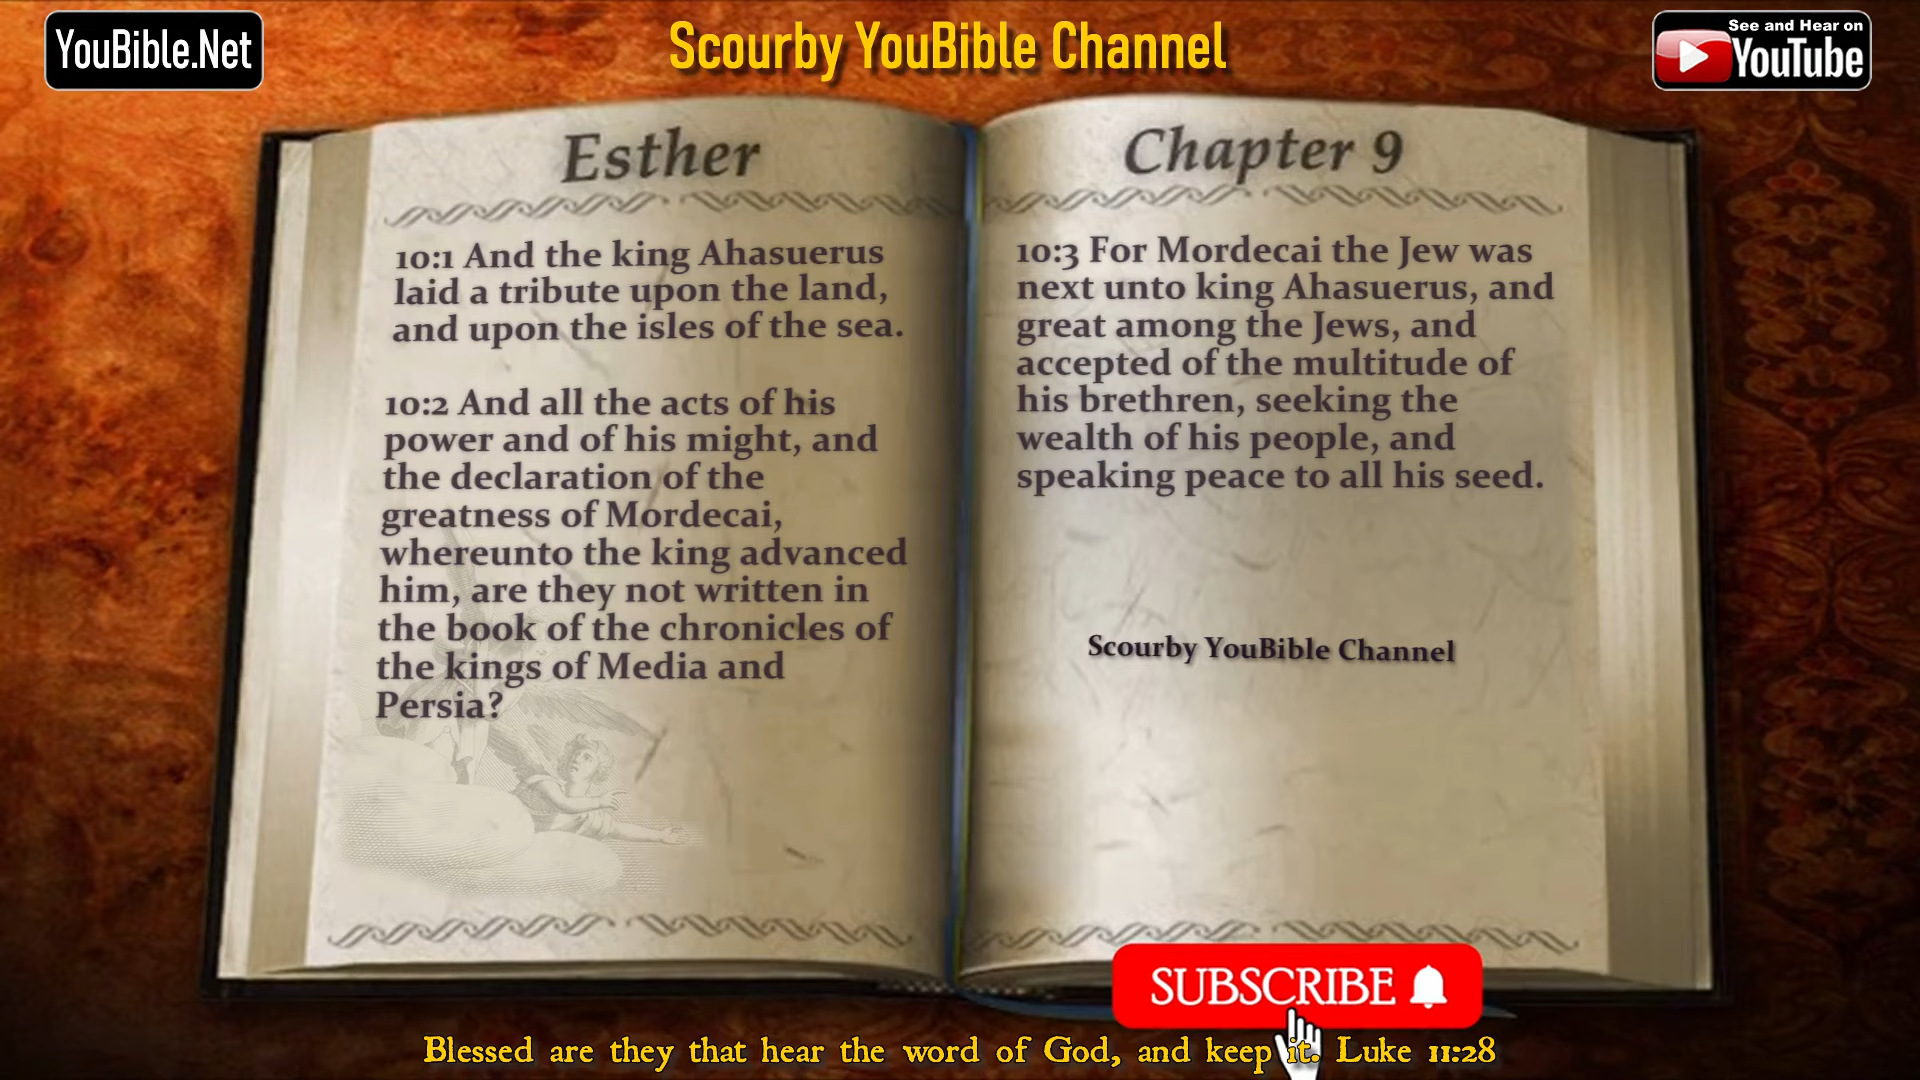 YouBible.Net
Scourby YouBible Channel
See and Hear on
YouTube
Esther
10:1 And the king Ahasuerus
laid a tribute upon the land,
and upon the isles of the sea.
10:2 And all the acts of his
power and of his might, and
the declaration of the
greatness of Mordecai,
whereunto the king advanced
him, are they not written in
the book of the chronicles of
the kings of Media and
Persia?
Chapter 9
10:3 For Mordecai the Jew was
next unto king Ahasuerus, and
great among the Jews, and
accepted of the multitude of
his brethren, seeking the
wealth of his people, and
speaking peace to all his seed.
Scourby YouBible Channel
SUBSCRIBE
Blessed are they that hear the word of God, and keep it. Luke 11:28